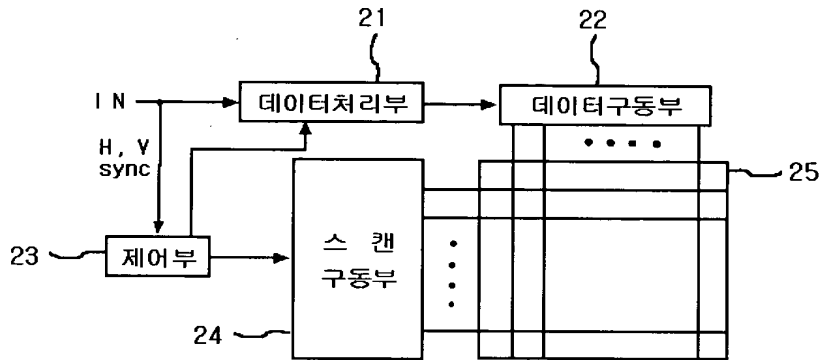 21
22
IN
데이터처리부
데이터구동부
H, V
sync
25
23
제어부
스 캔
구동부
24